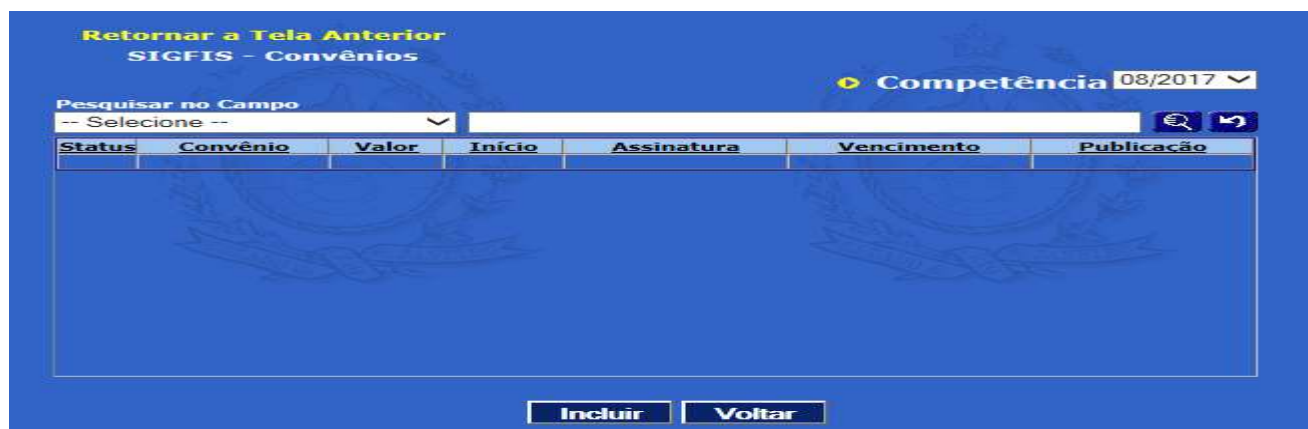 Retornar a Tela Anterior
SIGFIS - Convênios
Competência 08/2017
Pesquisar no Campo
-- Selecione --
Status Convênio Valor Início Assinatura Vencimento Publicação
Incluir Voltar